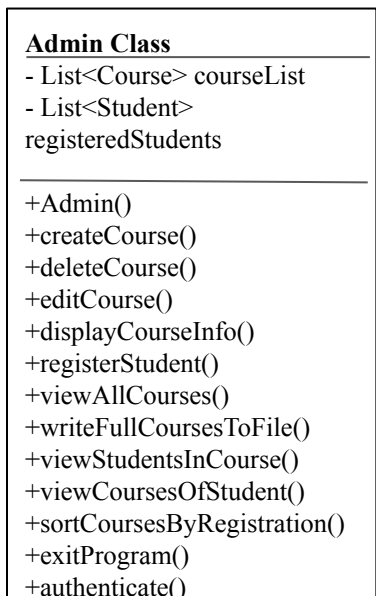 Admin Class
- List<Course> courseList
- List<Student>
registeredStudents
+Admin()
+createCourse()
+deleteCourse()
+editCourse()
+displayCourseInfo()
+registerStudent()
+viewAllCourses()
+writeFullCoursesToFile()
+viewStudentsInCourse()
+viewCoursesOfStudent()
+sortCoursesByRegistration()
+exitProgram()
+authenticate()